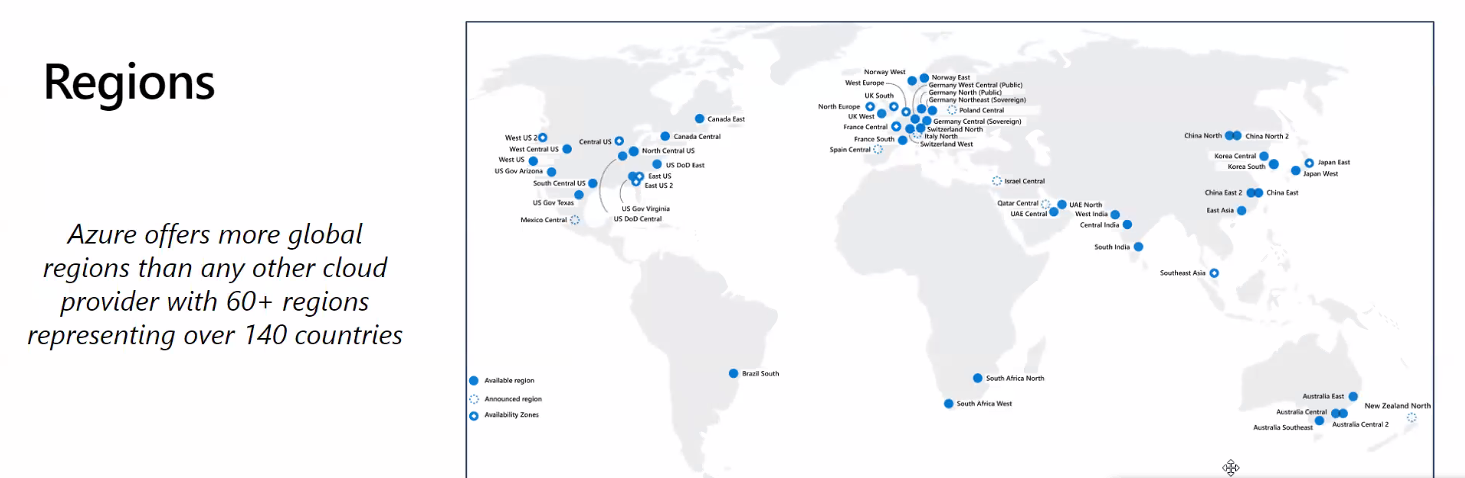 Regions
Azure offers more global
regions than any other cloud
provider with 60+ regions
representing over 140 countries
Canada East
West US 2
Central US
Canada Central
West Central US
North Central US
West US
US DoD East
US Gov Arizona
East US
South Central US
East US 2
US Gov Texas
US Gov Virginia
Mexico Central
US DoD Central
Brazil South
Norway West
Norway East
West Europe
Germany West Central (Public)
UK South
Germany North (Public)
Germany Northeast (Sovereign)
North Europe
Poland Central
UK West
Germany Central (Sovereign)
France Central
Switzerland North
France South
Italy North
Switzerland West
Spain Central
Israel Central
Qatar Central
UAE North
UAE Central
West India
Central India
South India
South Africa North
South Africa West
China North
China North 2
Korea Central
Japan East
Korea South
Japan West
China East 2
China East
East Asia
Southeast Asia
Australia East
New Zealand North
Australia Central
Australia Central 2
Australia Southeast
Available region
Announced region
Availability Zones